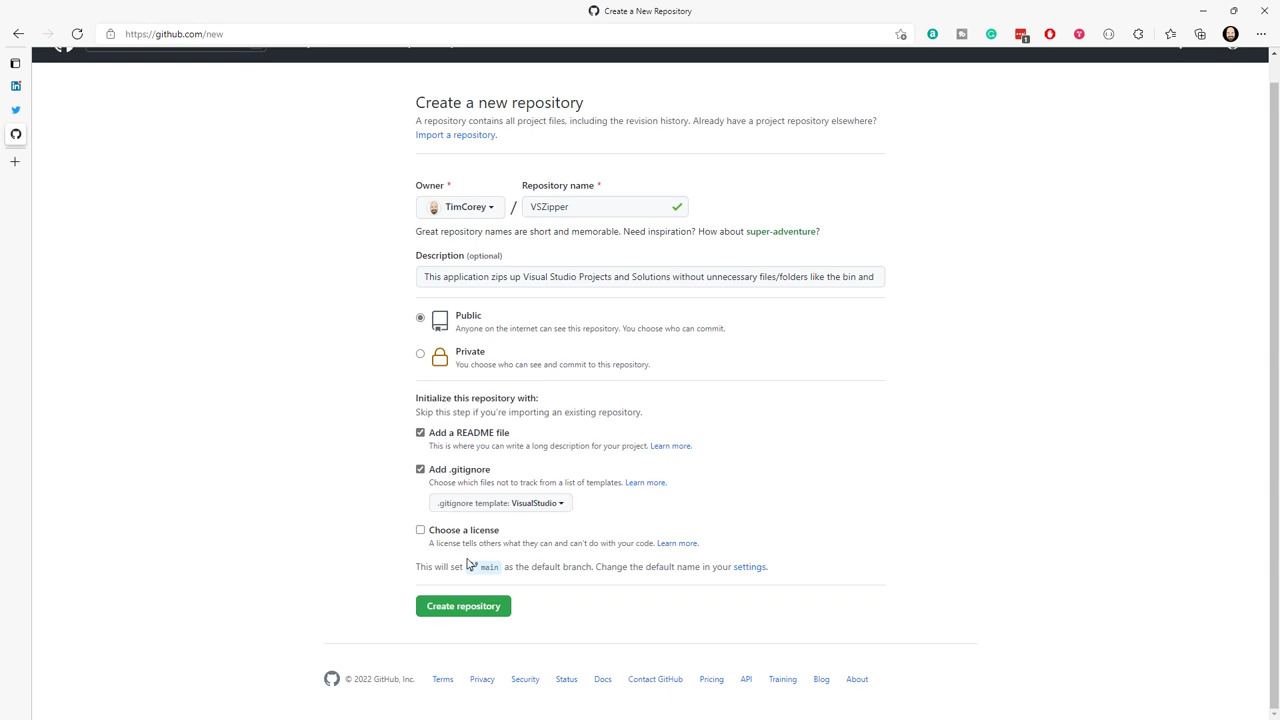 Create a New Repository
https://github.com/new
1
Create a new repository
A repository contains all project files, including the revision history. Already have a project repository elsewhere?
Import a repository.
Owner * Repository name *
TimCorey / VSZipper
Great repository names are short and memorable. Need inspiration? How about super-adventure?
Description (optional)
This application zips up Visual Studio Projects and Solutions without unnecessary files/folders like the bin and
Public
Anyone on the internet can see this repository. You choose who can commit.
Private
You choose who can see and commit to this repository.
Initialize this repository with:
Skip this step if you're importing an existing repository.
Add a README file
This is where you can write a long description for your project. Learn more.
Add .gitignore
Choose which files not to track from a list of templates. Learn more.
.gitignore template: VisualStudio
Choose a license
A license tells others what they can and can't do with your code. Learn more.
This will set main as the default branch. Change the default name in your settings.
Create repository
© 2022 GitHub, Inc. Terms Privacy Security Status Docs Contact GitHub Pricing API Training Blog About